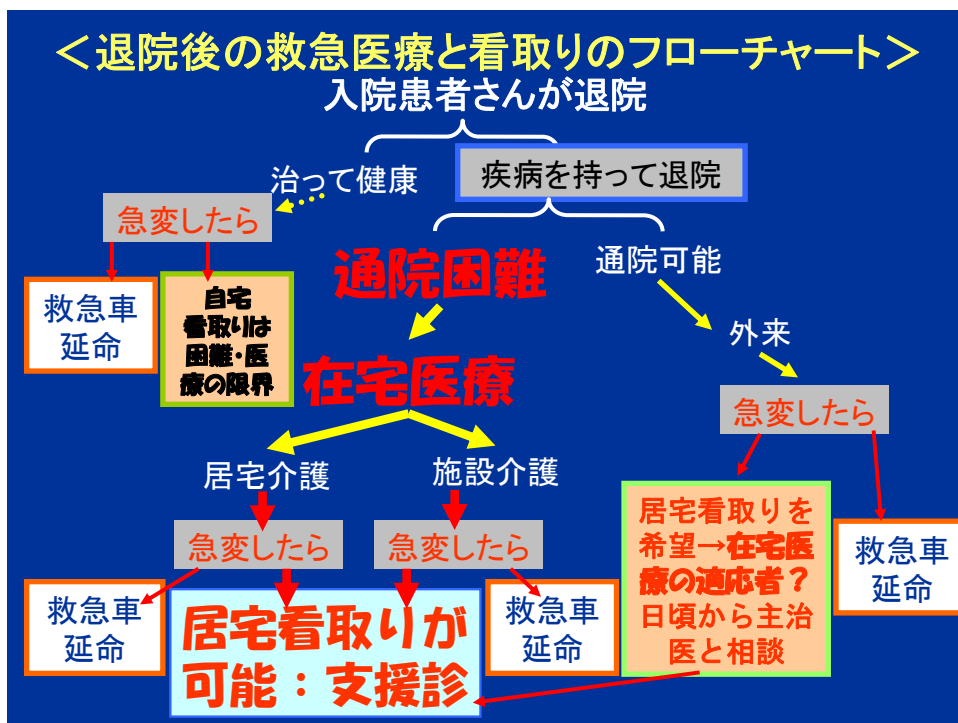 ＜退院後の救急医療と看取りのフローチャート＞
入院患者さんが退院
治って健康
疾病を持って退院
急変したら
通院困難
通院可能
救急車
延命
自宅
看取りは
困難・医
療の限界
外来
在宅医療
急変したら
居宅介護
施設介護
急変したら
急変したら
居宅看取りを
希望→在宅医
療の適応者？
日頃から主治
医と相談
救急車
延命
救急車
延命
居宅看取りが
可能：支援診
救急車
延命